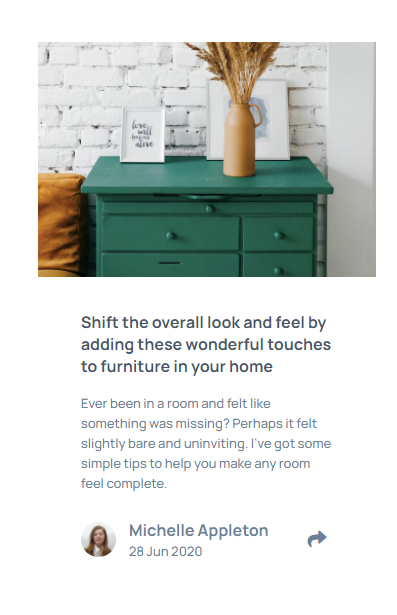 love
will
alive
Shift the overall look and feel by
adding these wonderful touches
to furniture in your home
Ever been in a room and felt like
something was missing? Perhaps it felt
slightly bare and uninviting. I've got some
simple tips to help you make any room
feel complete.
Michelle Appleton
28 Jun 2020